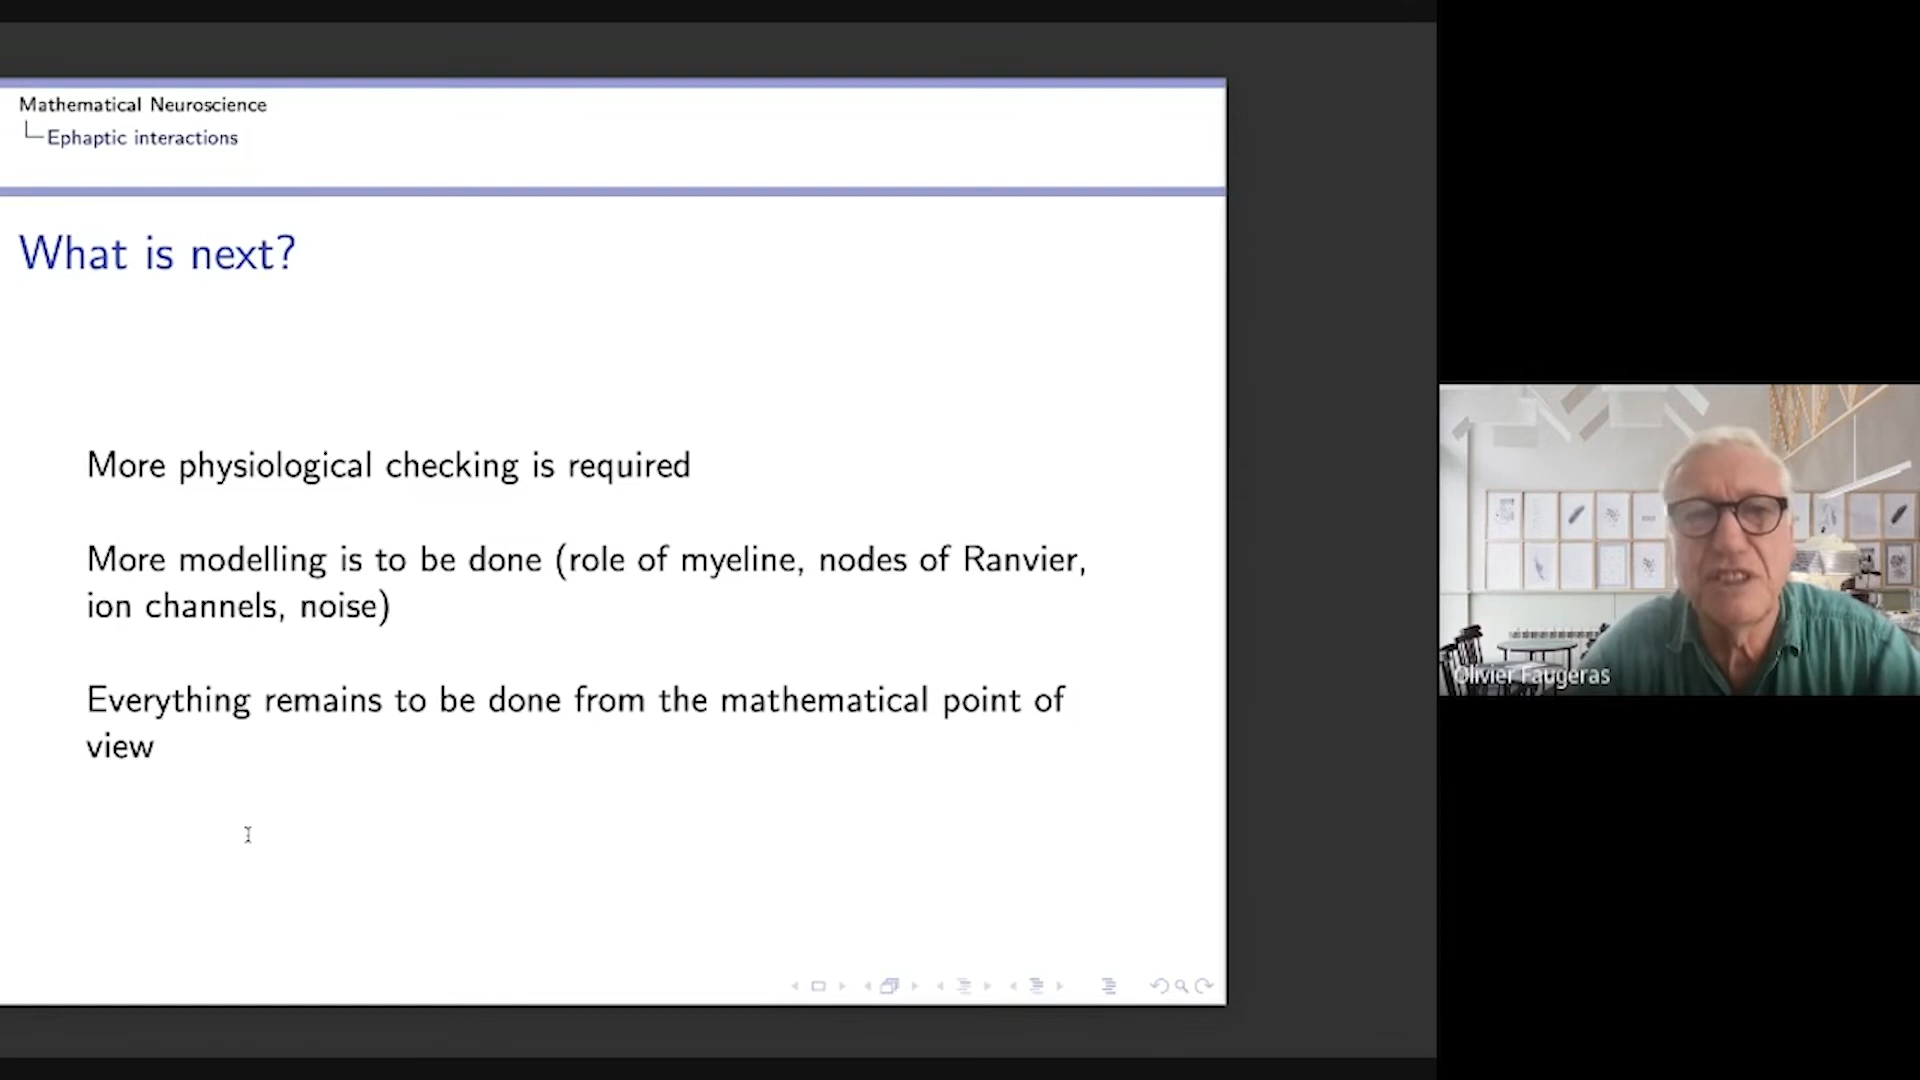 Mathematical Neuroscience
Ephaptic interactions
What is next?
More physiological checking is required
More modelling is to be done (role of myeline, nodes of Ranvier,
ion channels, noise)
Everything remains to be done from the mathematical point of
view
Olivier Faugeras